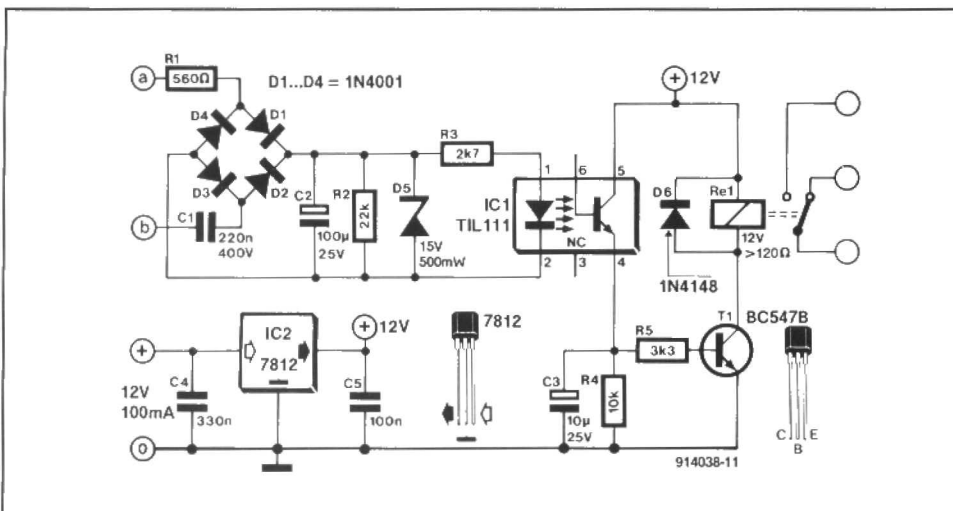 a
R1
560Ω
D1...D4 = 1N4001
D4
D1
D3
D2
b
C1
220n
400V
C2
100µ
25V
R2
22k
D5
15V
500mW
R3
2k7
1
6
5
IC1
TIL111
NC
2
3
4
+
12V
D6
1N4148
Re1
12V
>120Ω
+
12V
100mA
0
C4
330n
IC2
7812
12V
+
C5
100n
7812
C3
10µ
25V
R4
10k
R5
3k3
T1
BC547B
C
B
E
914038-11